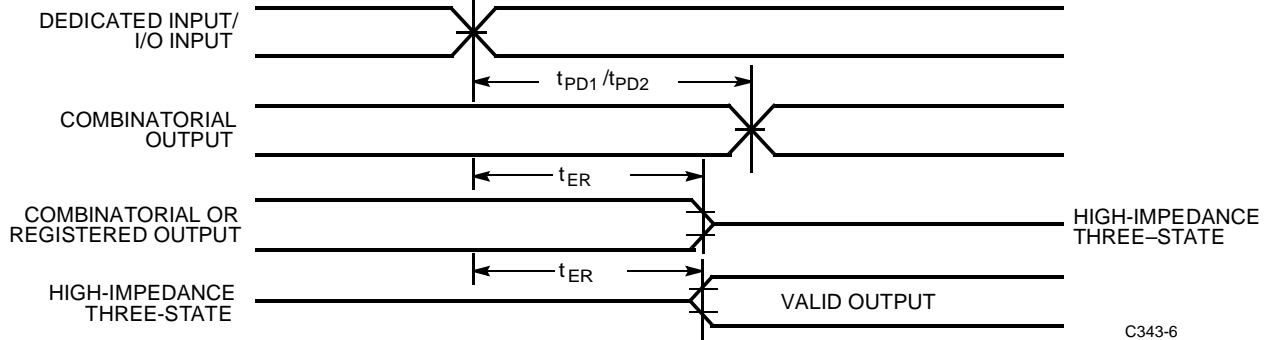 DEDICATED INPUT/
I/O INPUT
tPD1 /tPD2
COMBINATORIAL
OUTPUT
tER
COMBINATORIAL OR
REGISTERED OUTPUT
HIGH-IMPEDANCE
THREE–STATE
tER
HIGH-IMPEDANCE
THREE-STATE
VALID OUTPUT
C343-6